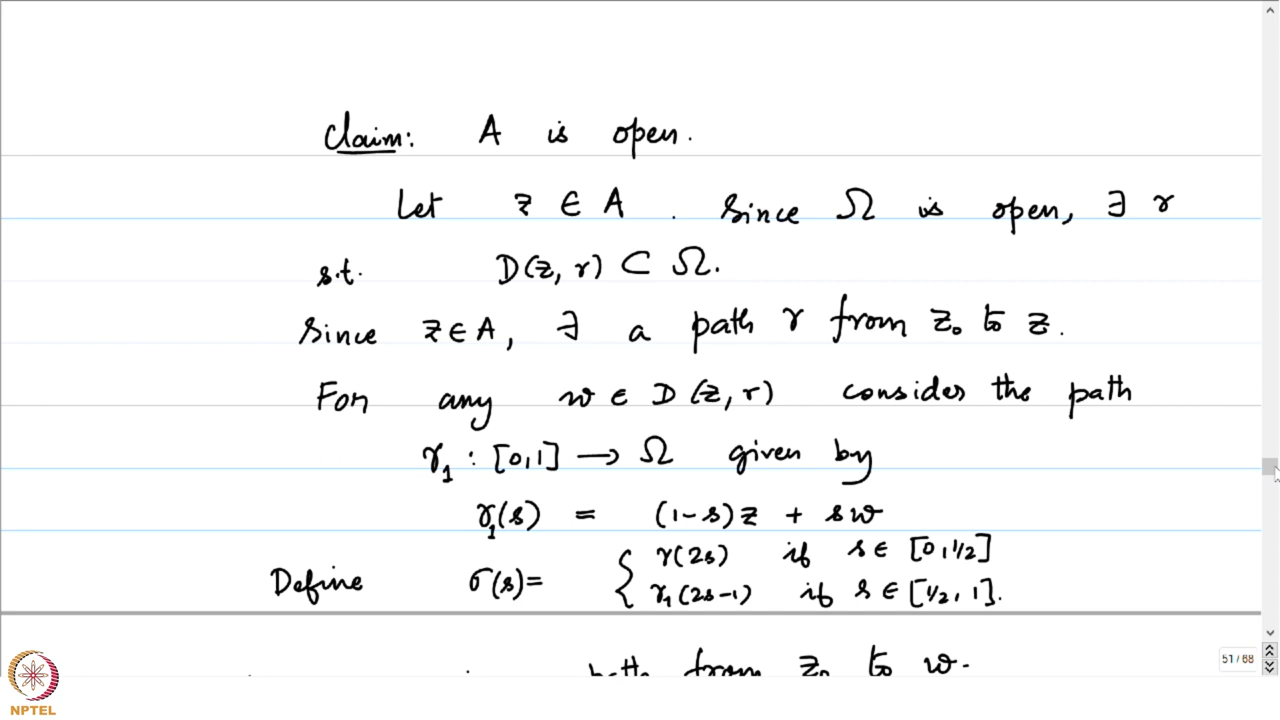 Claim: A is open.
Let z ∈ A. Since Ω is open, ∃ r
s.t. D(z, r) ⊂ Ω.
Since z ∈ A, ∃ a path γ from z₀ to z.
For any w ∈ D(z, r) consider the path
γ₁ : [0,1] → Ω given by
γ₁(s) = (1-s)z + sw
Define σ(s) = { γ(2s) if s ∈ [0, 1/2]
γ₁(2s-1) if s ∈ [1/2, 1].
path from z₀ to w.
51 / 68
NPTEL